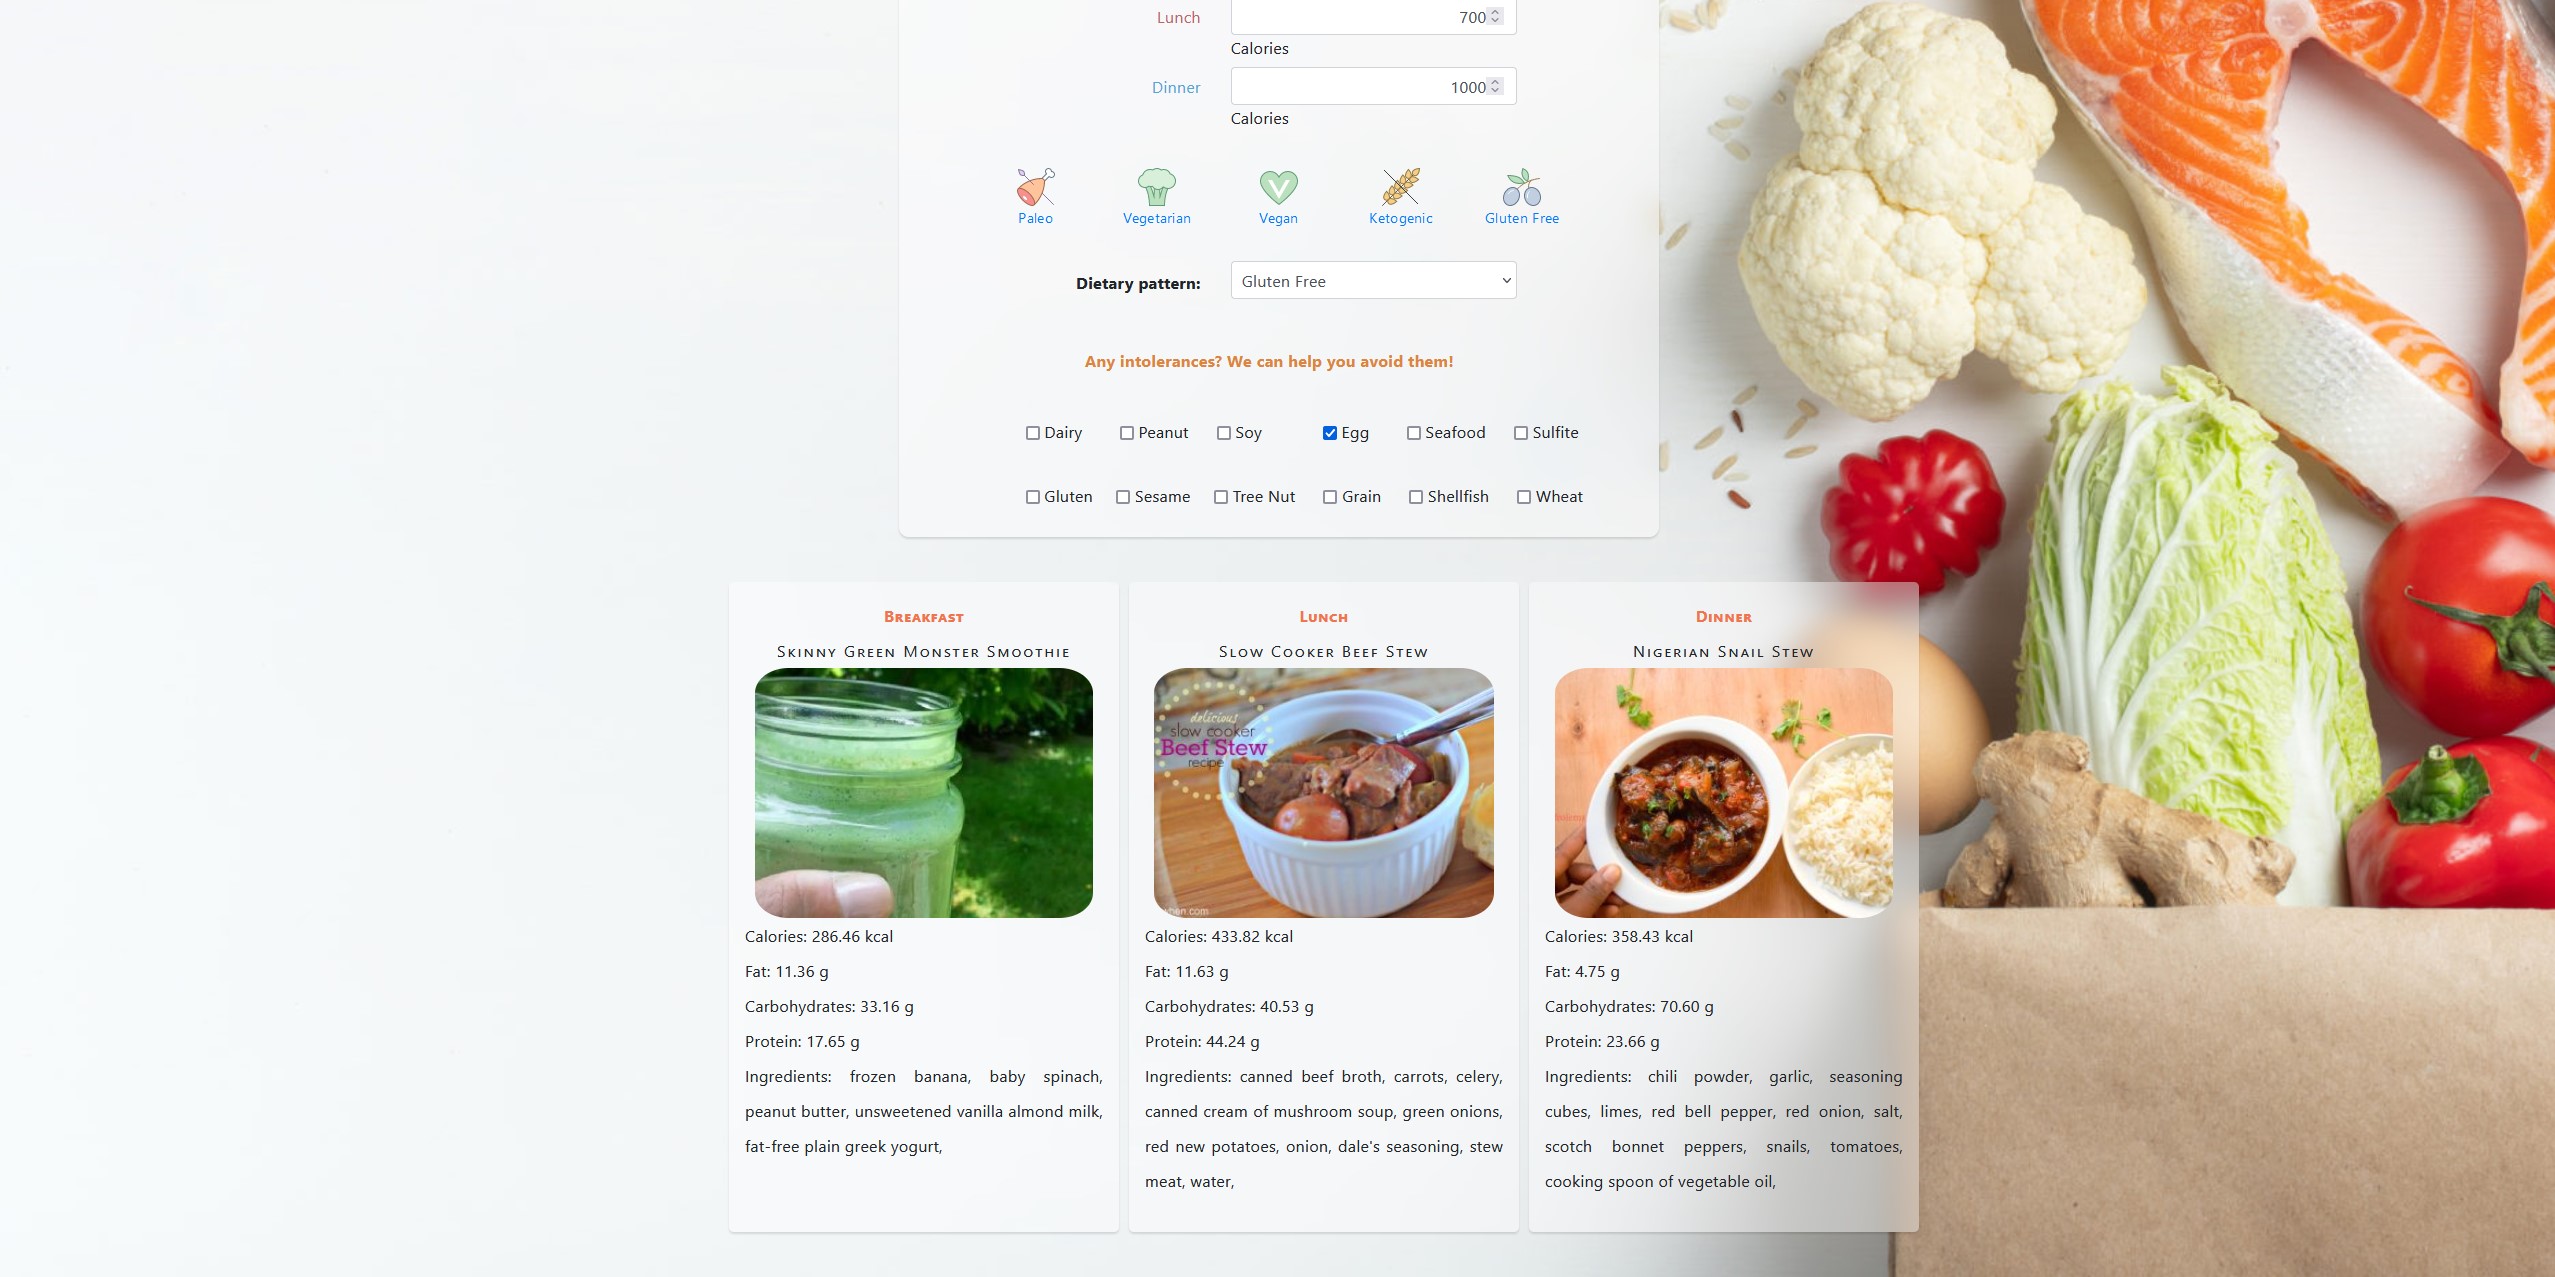 Lunch 700
Calories
Dinner 1000
Calories
Paleo Vegetarian Vegan Ketogenic Gluten Free
Dietary pattern: Gluten Free
Any intolerances? We can help you avoid them!
Dairy Peanut Soy Egg Seafood Sulfite
Gluten Sesame Tree Nut Grain Shellfish Wheat
Breakfast
Skinny Green Monster Smoothie
Calories: 286.46 kcal
Fat: 11.36 g
Carbohydrates: 33.16 g
Protein: 17.65 g
Ingredients: frozen banana, baby spinach,
peanut butter, unsweetened vanilla almond milk,
fat-free plain greek yogurt,
Lunch
Slow Cooker Beef Stew
delicious
slow cooker
Beef Stew
recipe
Calories: 433.82 kcal
Fat: 11.63 g
Carbohydrates: 40.53 g
Protein: 44.24 g
Ingredients: canned beef broth, carrots, celery,
canned cream of mushroom soup, green onions,
red new potatoes, onion, dale's seasoning, stew
meat, water,
Dinner
Nigerian Snail Stew
Calories: 358.43 kcal
Fat: 4.75 g
Carbohydrates: 70.60 g
Protein: 23.66 g
Ingredients: chili powder, garlic, seasoning
cubes, limes, red bell pepper, red onion, salt,
scotch bonnet peppers, snails, tomatoes,
cooking spoon of vegetable oil,